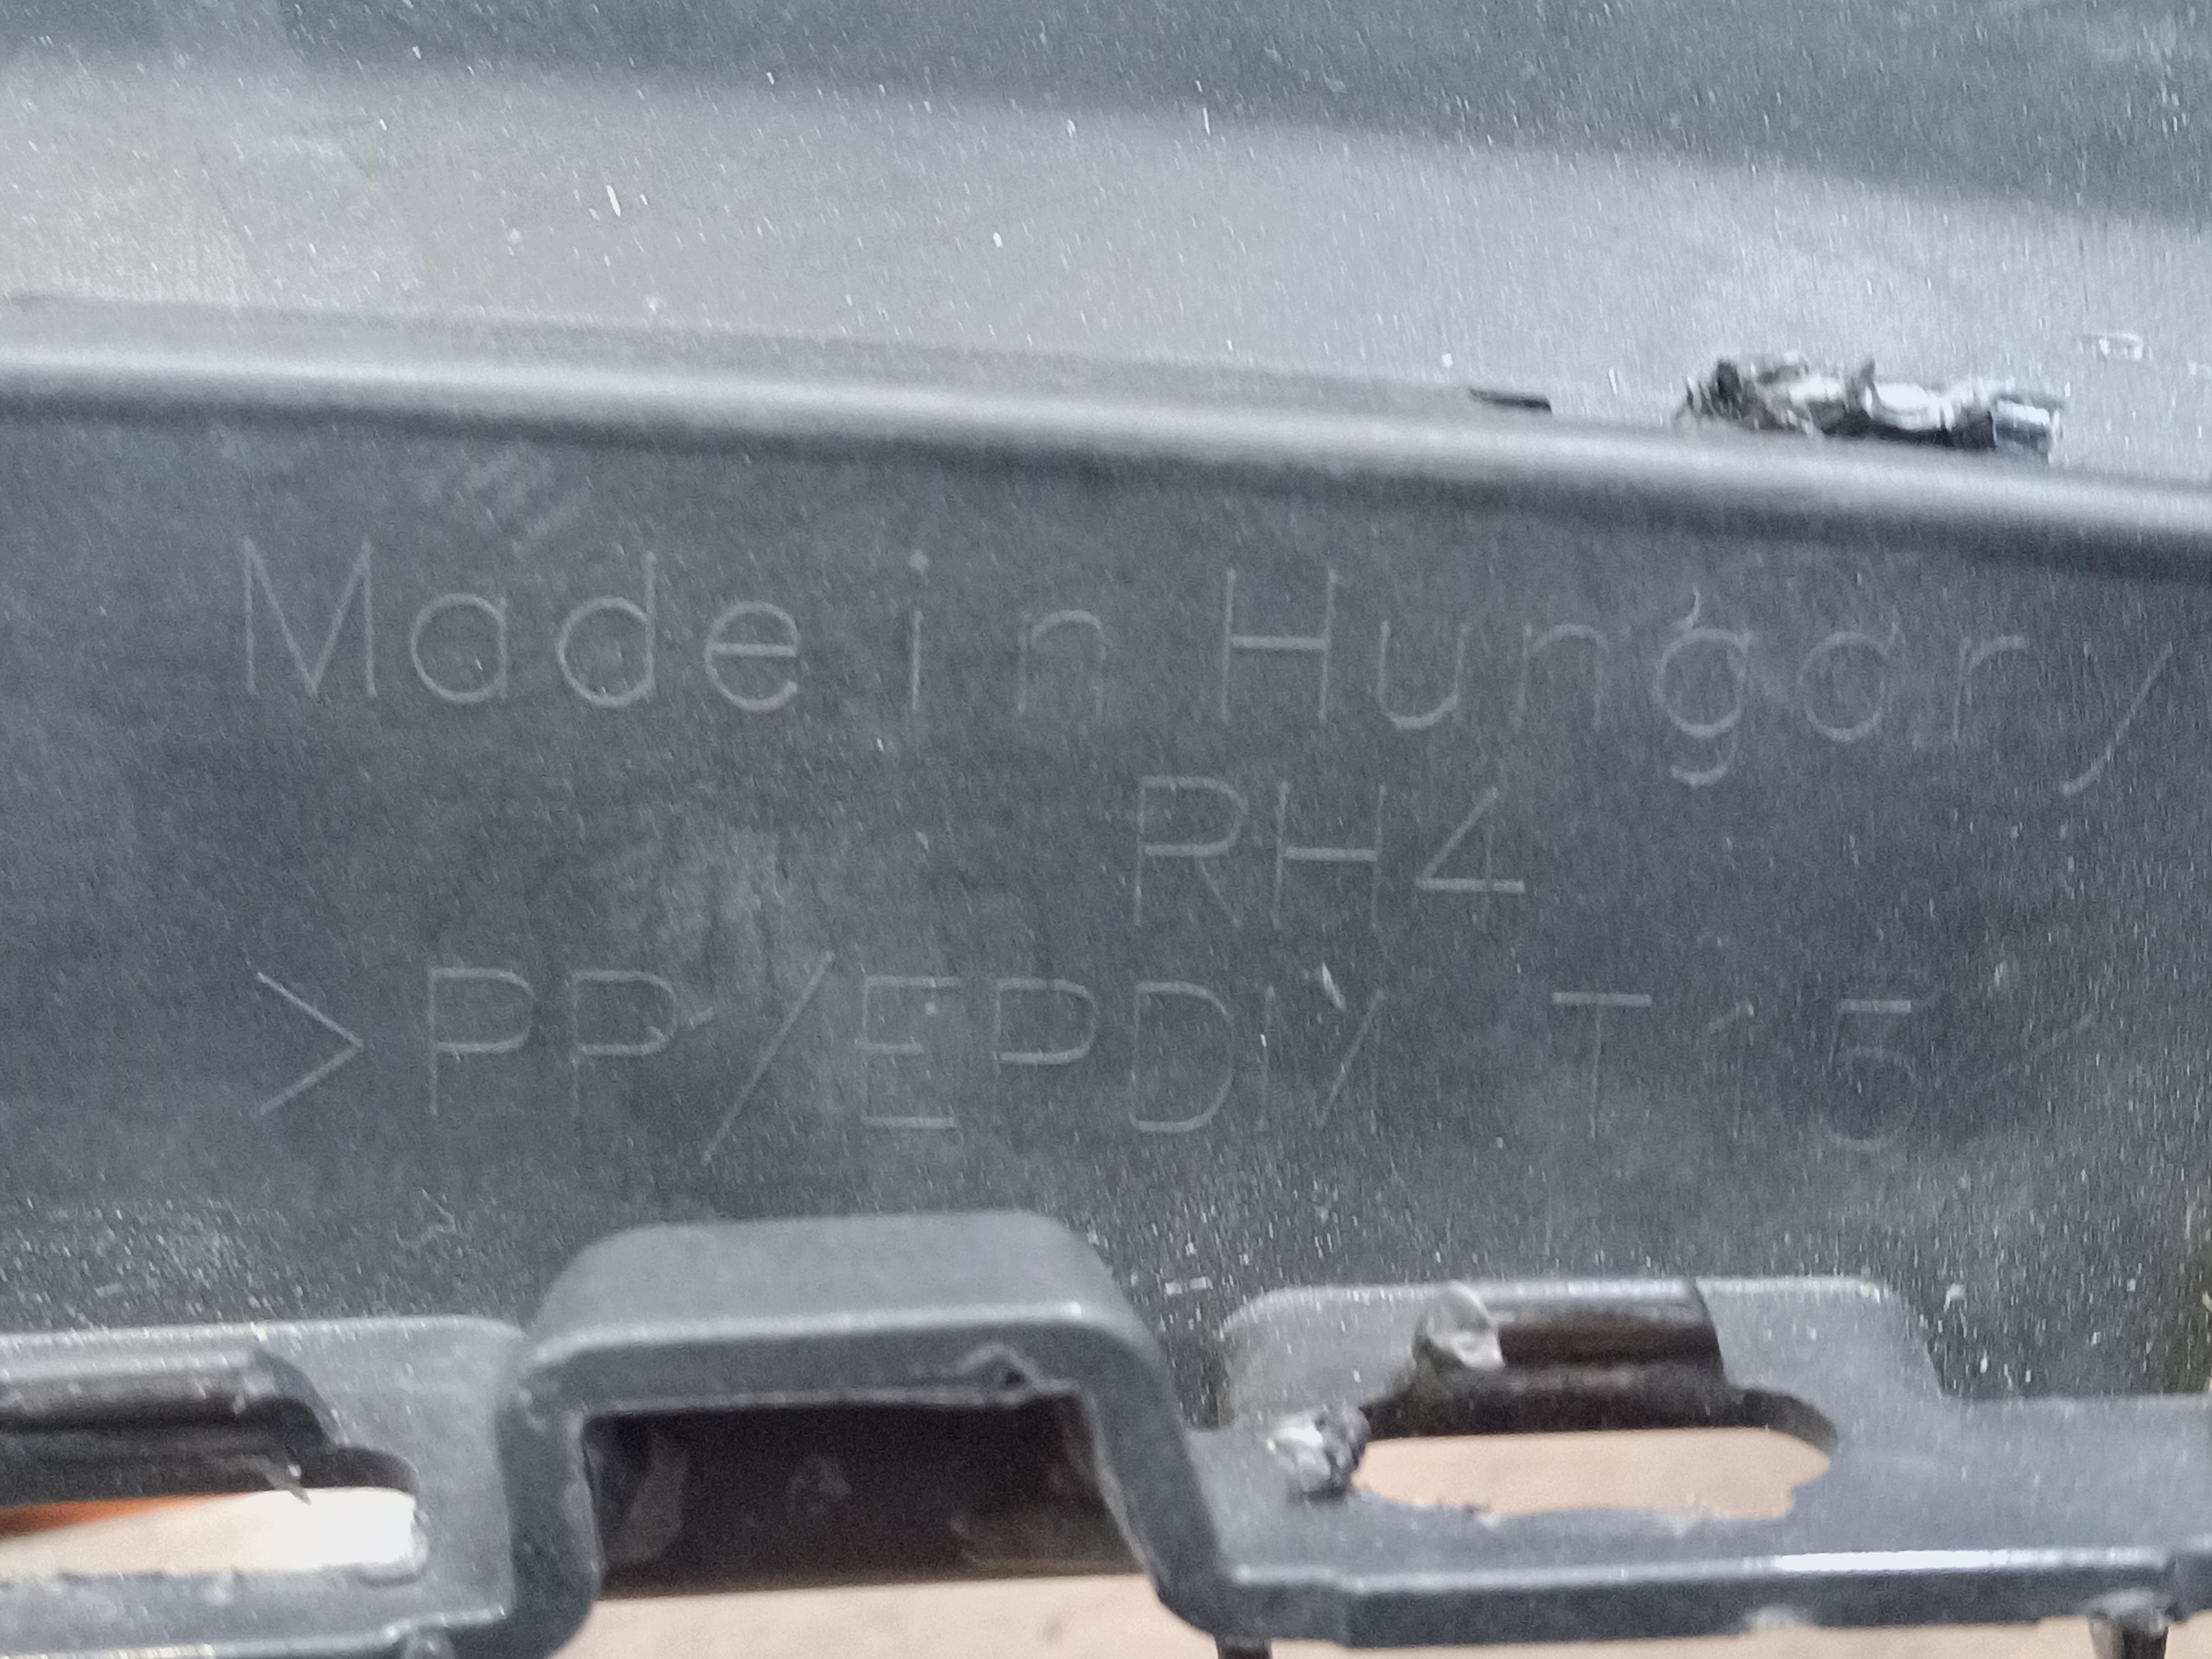 Made in Hungary
RH4
>PP/EPDM T15<